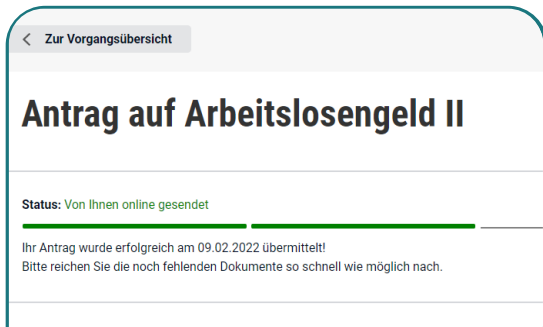 Zur Vorgangsübersicht
Antrag auf Arbeitslosengeld II
Status: Von Ihnen online gesendet
Ihr Antrag wurde erfolgreich am 09.02.2022 übermittelt!
Bitte reichen Sie die noch fehlenden Dokumente so schnell wie möglich nach.